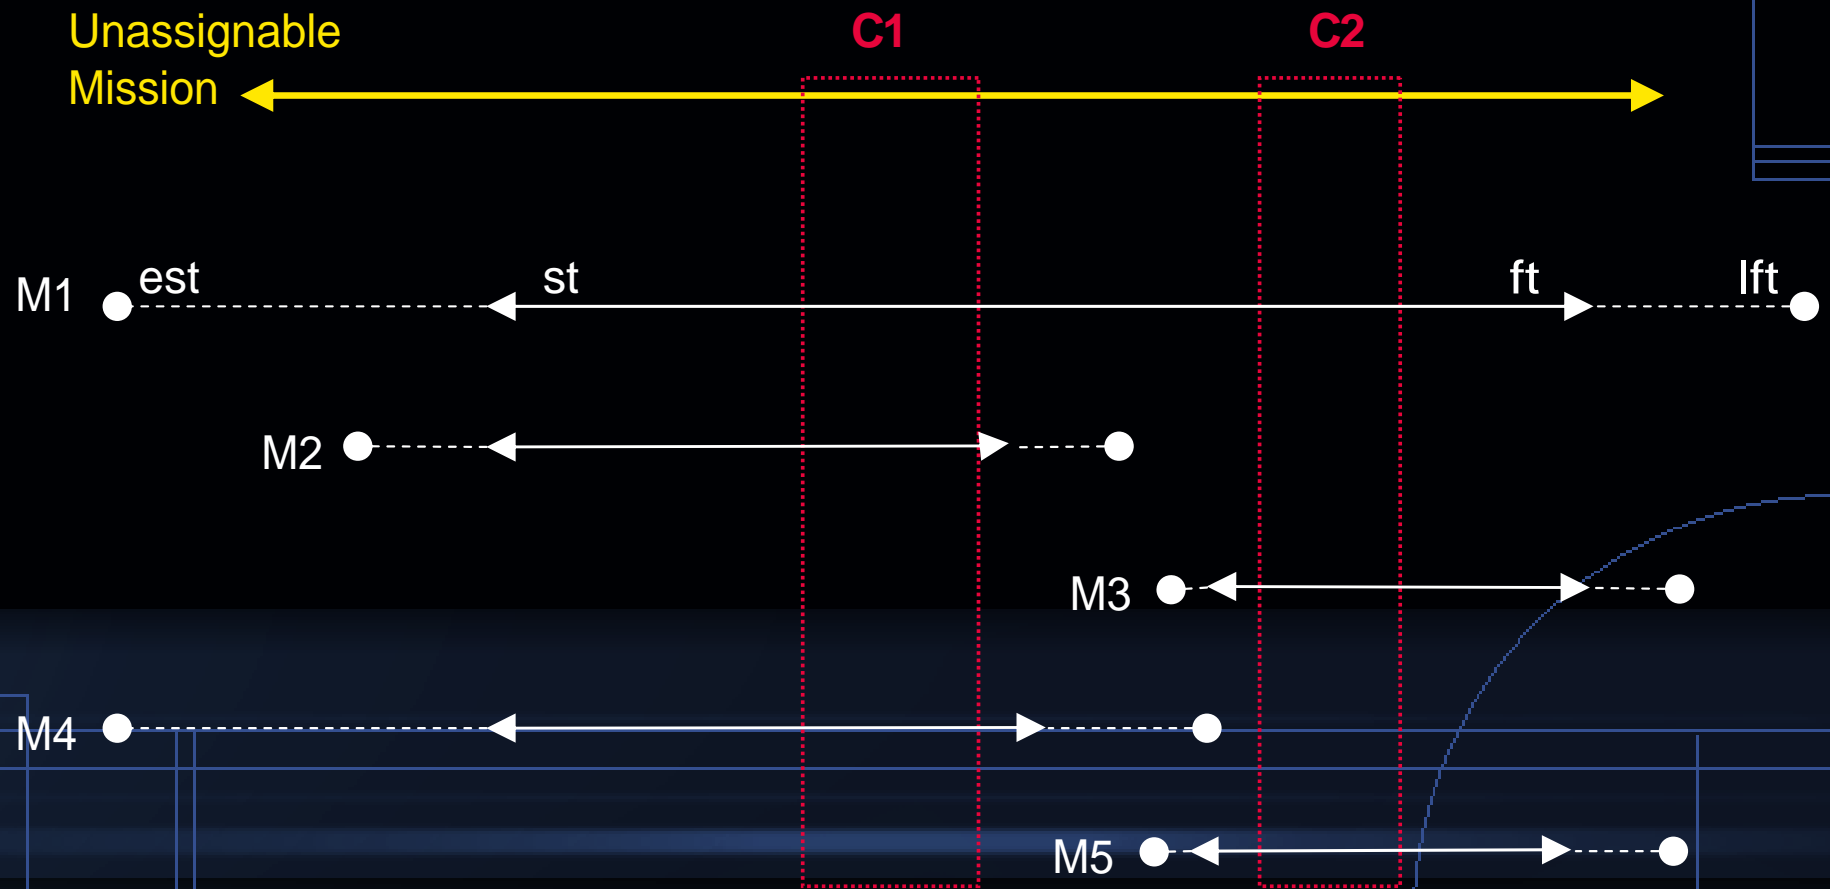 Unassignable
Mission
C1
C2
M1
est
st
ft
lft
M2
M3
M4
M5